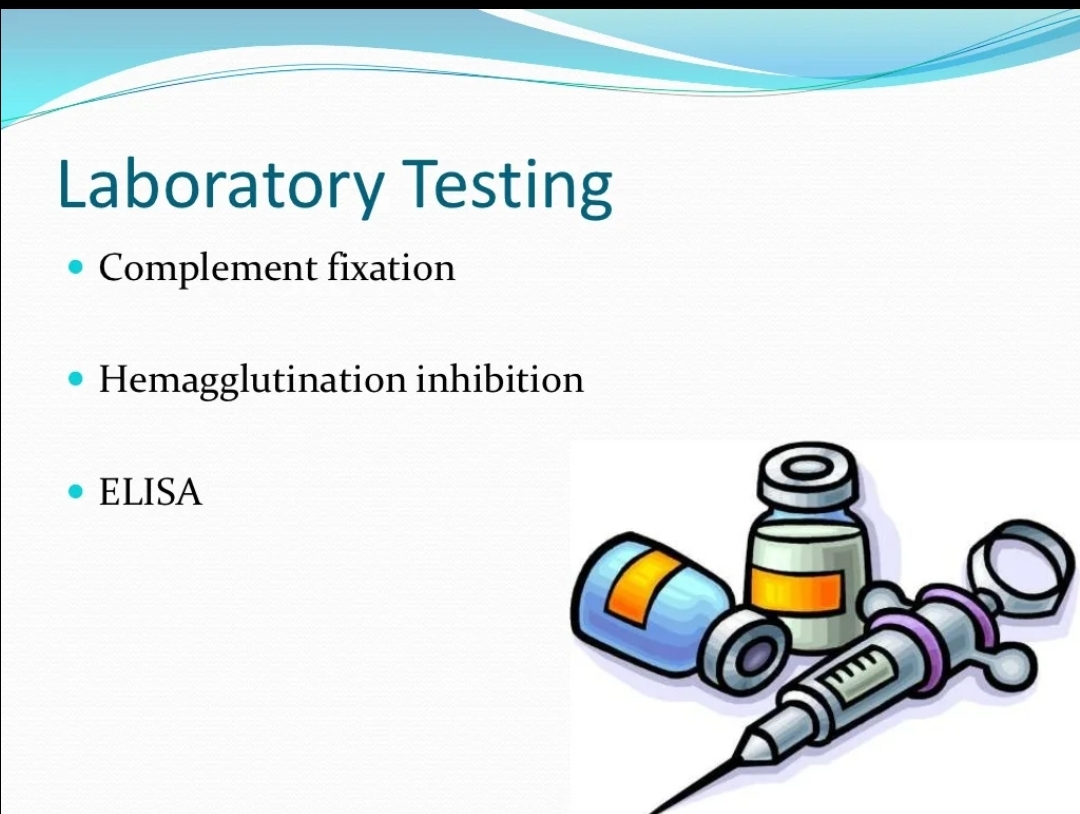 Laboratory Testing
Complement fixation
Hemagglutination inhibition
ELISA